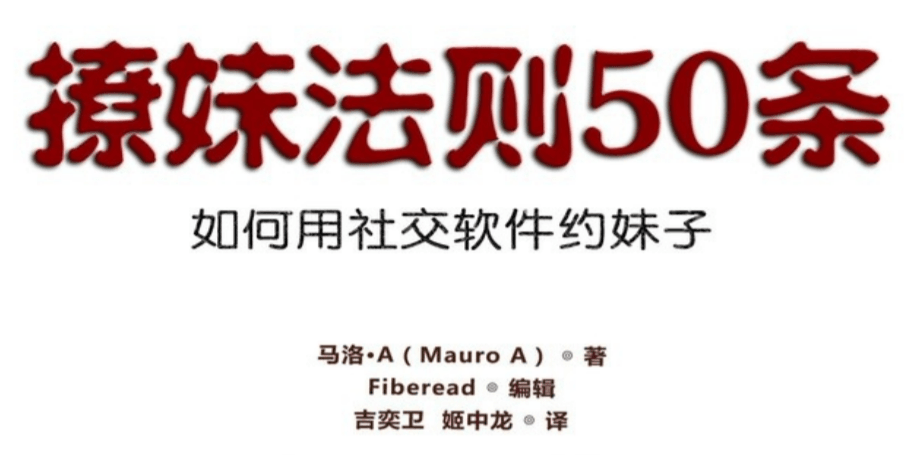 撩妹法则50条
如何用社交软件约妹子
马洛•A（Mauro A）◎ 著
Fiberead ◎ 编辑
吉奕卫 姬中龙 ◎ 译